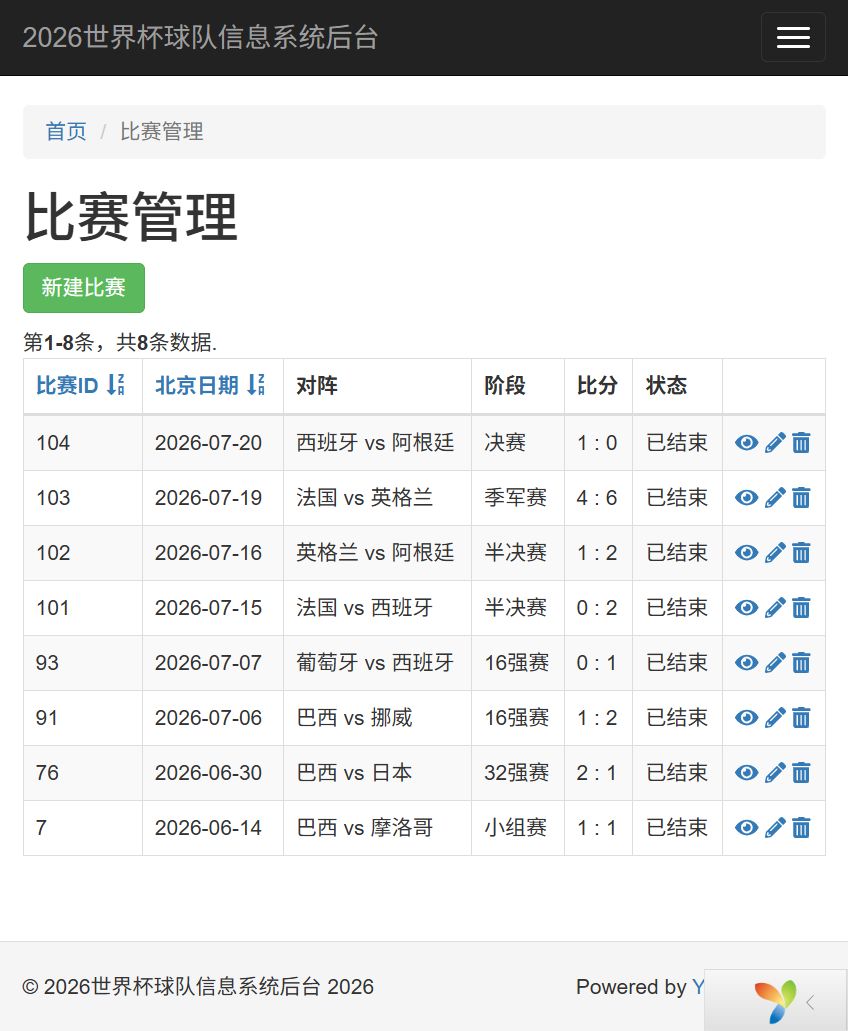 2026世界杯球队信息系统后台
首页 / 比赛管理
比赛管理
新建比赛
第1-8条，共8条数据.
比赛ID 北京日期 对阵 阶段 比分 状态
104 2026-07-20 西班牙 vs 阿根廷 决赛 1 : 0 已结束
103 2026-07-19 法国 vs 英格兰 季军赛 4 : 6 已结束
102 2026-07-16 英格兰 vs 阿根廷 半决赛 1 : 2 已结束
101 2026-07-15 法国 vs 西班牙 半决赛 0 : 2 已结束
93 2026-07-07 葡萄牙 vs 西班牙 16强赛 0 : 1 已结束
91 2026-07-06 巴西 vs 挪威 16强赛 1 : 2 已结束
76 2026-06-30 巴西 vs 日本 32强赛 2 : 1 已结束
7 2026-06-14 巴西 vs 摩洛哥 小组赛 1 : 1 已结束
© 2026世界杯球队信息系统后台 2026 Powered by